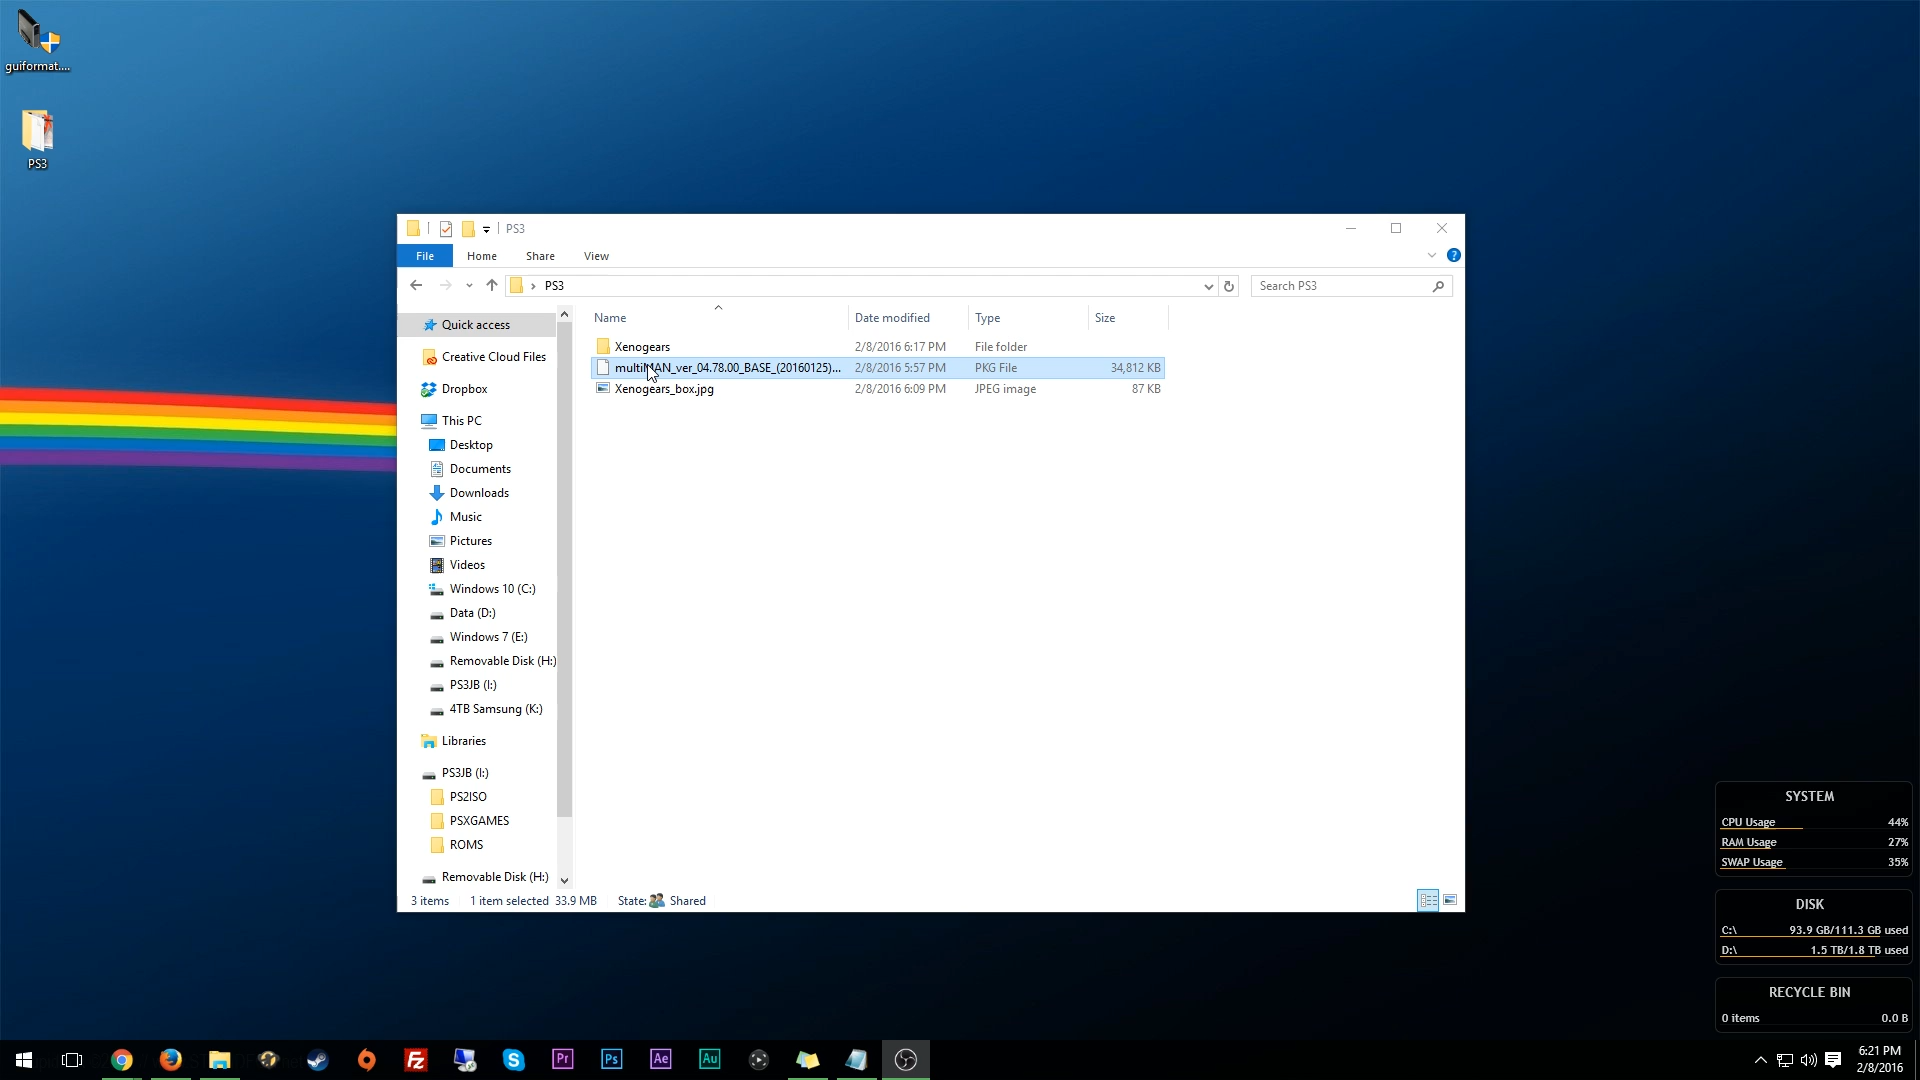 guiformat....
PS3
PS3
File Home Share View
PS3
Search PS3
Name Date modified Type Size
Xenogears 2/8/2016 6:17 PM File folder
multiMAN_ver_04.78.00_BASE_(20160125)... 2/8/2016 5:57 PM PKG File 34,812 KB
Xenogears_box.jpg 2/8/2016 6:09 PM JPEG image 87 KB
Quick access
Creative Cloud Files
Dropbox
This PC
Desktop
Documents
Downloads
Music
Pictures
Videos
Windows 10 (C:)
Data (D:)
Windows 7 (E:)
Removable Disk (H:)
PS3JB (I:)
4TB Samsung (K:)
Libraries
PS3JB (I:)
PS2ISO
PSXGAMES
ROMS
Removable Disk (H:)
3 items 1 item selected 33.9 MB State: Shared
SYSTEM
CPU Usage 44%
RAM Usage 27%
SWAP Usage 35%
DISK
C:\ 93.9 GB/111.3 GB used
D:\ 1.5 TB/1.8 TB used
RECYCLE BIN
0 items 0.0 B
Pr Ps Ae Au
6:21 PM
2/8/2016